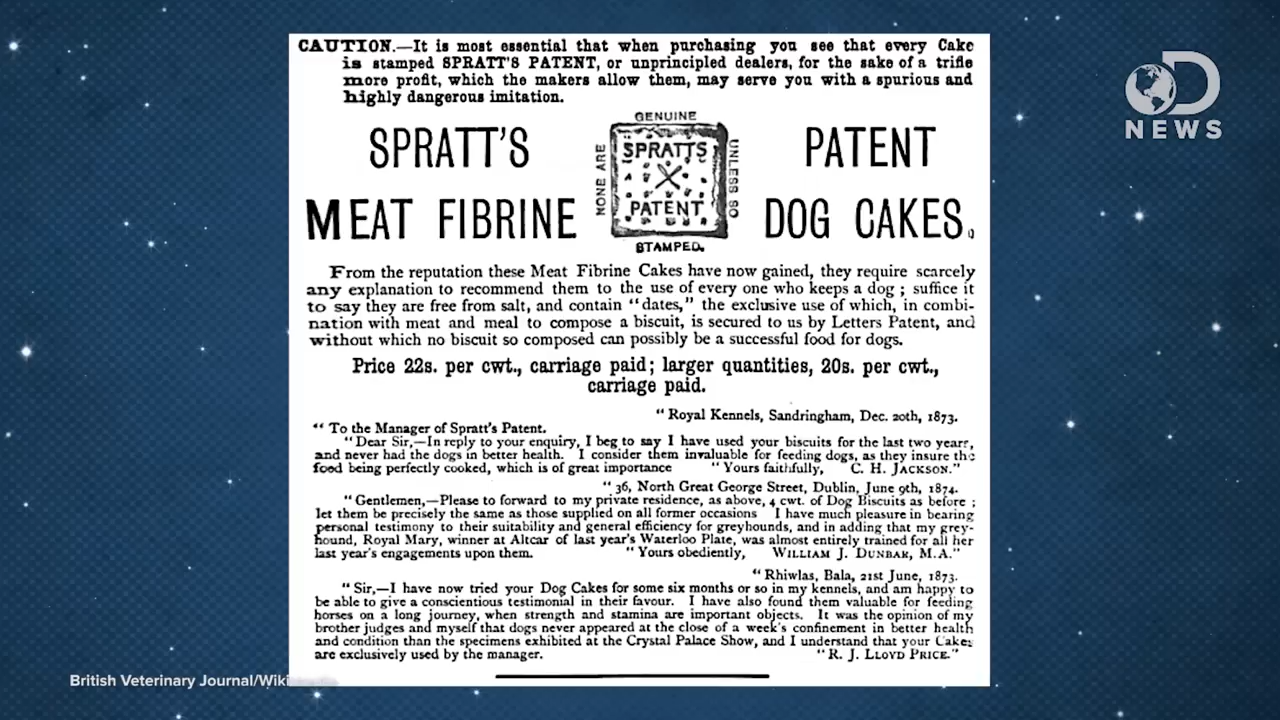 CAUTION.—It is most essential that when purchasing you see that every Cake
is stamped SPRATT'S PATENT, or unprincipled dealers, for the sake of a trifle
more profit, which the makers allow them, may serve you with a spurious and
highly dangerous imitation.
NEWS
GENUINE
SPRATT'S
NONE ARE
SPRATTS
PATENT
UNLESS SO
STAMPED.
PATENT
MEAT FIBRINE
DOG CAKES.
From the reputation these Meat Fibrine Cakes have now gained, they require scarcely
any explanation to recommend them to the use of every one who keeps a dog ; suffice it
to say they are free from salt, and contain "dates," the exclusive use of which, in combi-
nation with meat and meal to compose a biscuit, is secured to us by Letters Patent, and
without which no biscuit so composed can possibly be a successful food for dogs.
Price 22s. per cwt., carriage paid; larger quantities, 20s. per cwt.,
carriage paid.
"Royal Kennels, Sandringham, Dec. 20th, 1873.
"To the Manager of Spratt's Patent.
"Dear Sir,—In reply to your enquiry, I beg to say I have used your biscuits for the last two years,
and never had the dogs in better health. I consider them invaluable for feeding dogs, as they insure the
food being perfectly cooked, which is of great importance "Yours faithfully, C. H. JACKSON."
"36, North Great George Street, Dublin, June 9th, 1874.
"Gentlemen,—Please to forward to my private residence, as above, 4 cwt. of Dog Biscuits as before ;
let them be precisely the same as those supplied on all former occasions I have much pleasure in bearing
personal testimony to their suitability and general efficiency for greyhounds, and in adding that my grey-
hound, Royal Mary, winner at Altcar of last year's Waterloo Plate, was almost entirely trained for all her
last year's engagements upon them. "Yours obediently, WILLIAM J. DUNBAR, M.A."
"Rhiwlas, Bala, 21st June, 1873.
"Sir,—I have now tried your Dog Cakes for some six months or so in my kennels, and am happy to
be able to give a conscientious testimonial in their favour. I have also found them valuable for feeding
horses on a long journey, when strength and stamina are important objects. It was the opinion of my
brother judges and myself that dogs never appeared at the close of a week's confinement in better health
and condition than the specimens exhibited at the Crystal Palace Show, and I understand that your Cakes
are exclusively used by the manager. "R. J. LLOYD PRICE."
British Veterinary Journal/Wiki